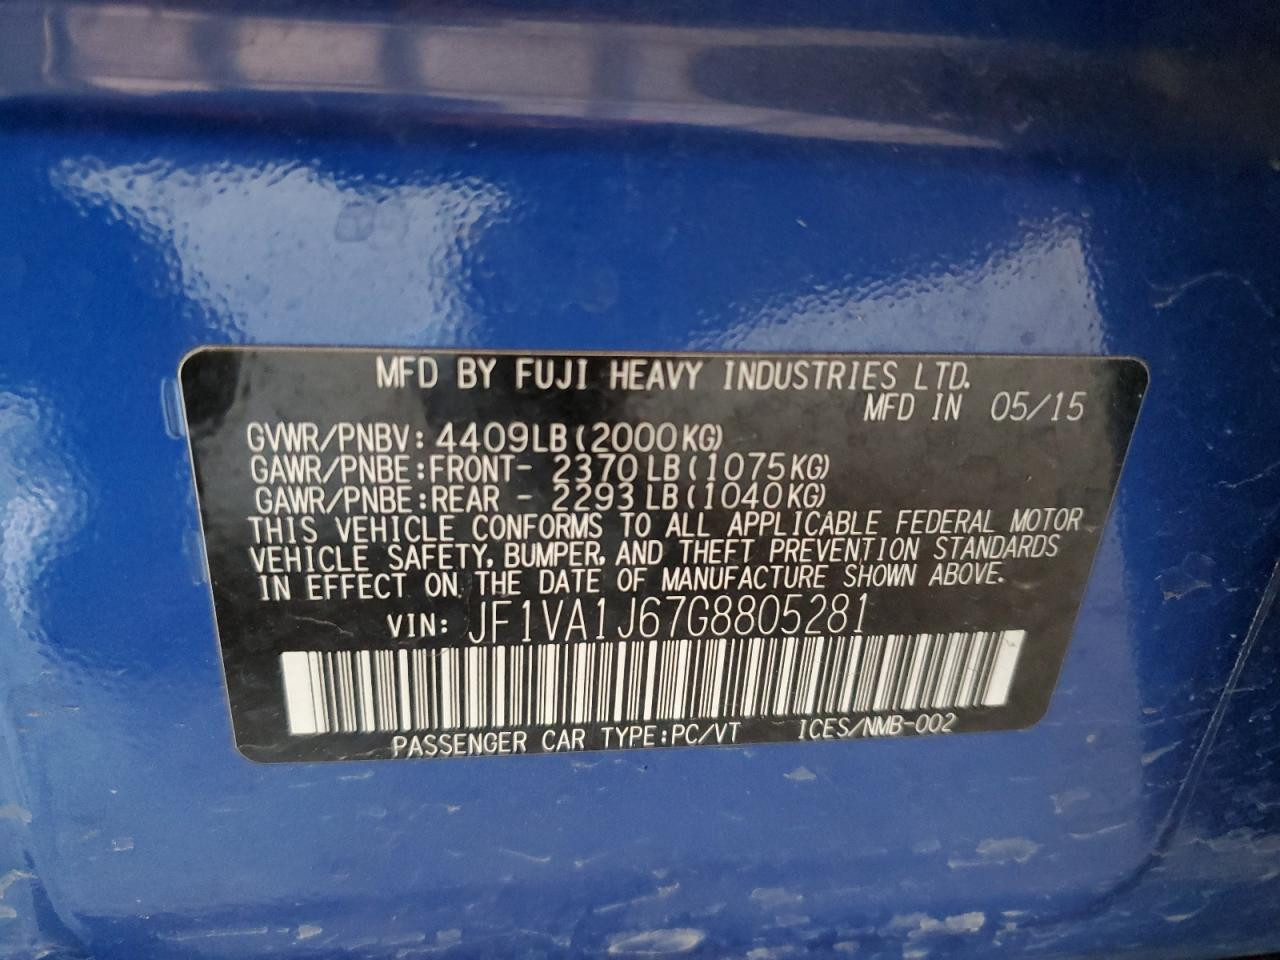 MFD BY FUJI HEAVY INDUSTRIES LTD.
MFD IN 05/15
GVWR/PNBV: 4409LB(2000KG)
GAWR/PNBE:FRONT- 2370LB(1075KG)
GAWR/PNBE:REAR - 2293LB(1040KG)
THIS VEHICLE CONFORMS TO ALL APPLICABLE FEDERAL MOTOR
VEHICLE SAFETY, BUMPER, AND THEFT PREVENTION STANDARDS
IN EFFECT ON THE DATE OF MANUFACTURE SHOWN ABOVE.
VIN: JF1VA1J67G8805281
PASSENGER CAR TYPE:PC/VT ICES/NMB-002